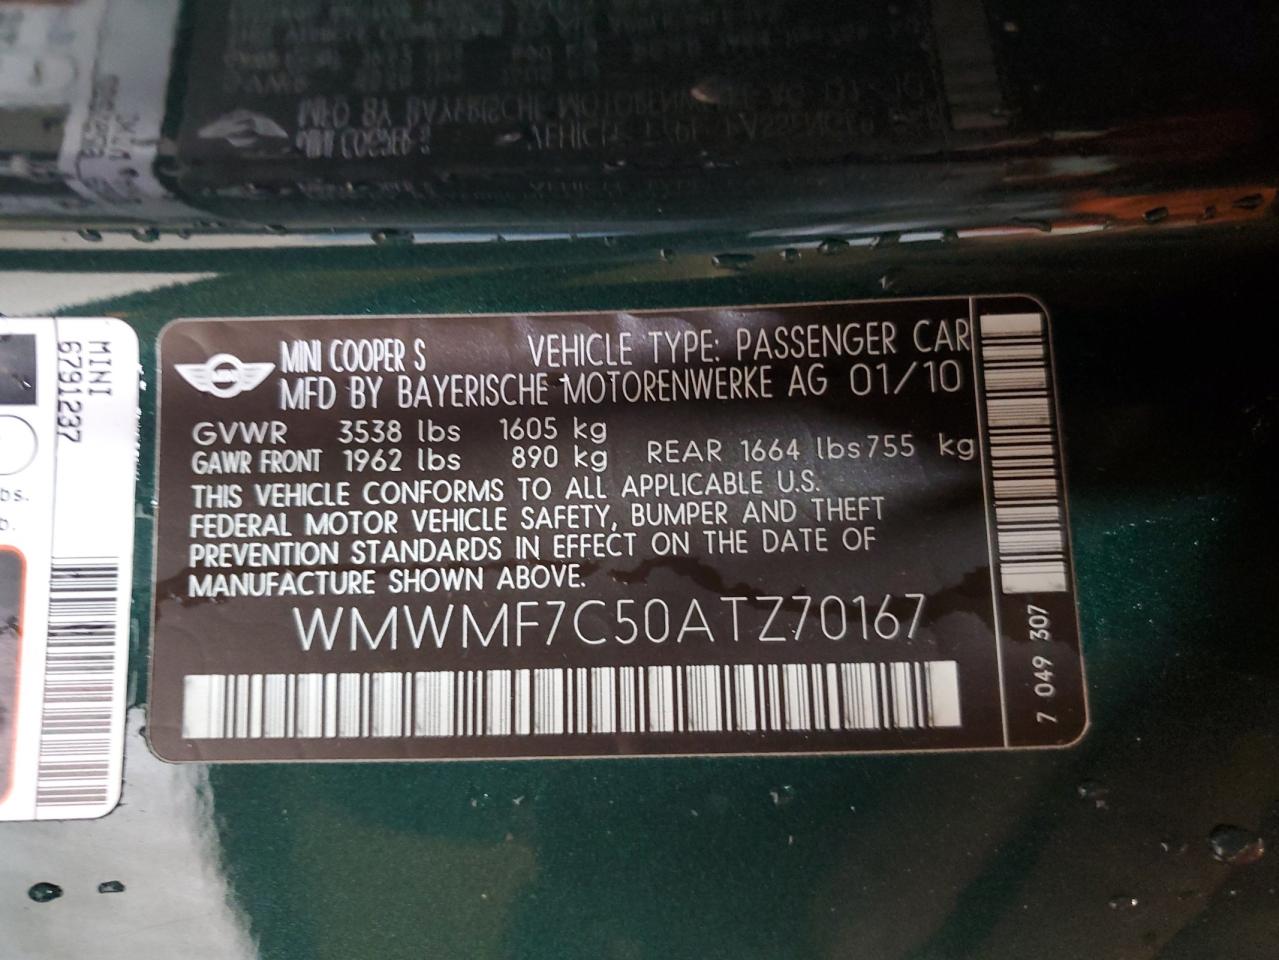 MINI COOPER S VEHICLE TYPE: PASSENGER CAR
MFD BY BAYERISCHE MOTORENWERKE AG 01/10
GVWR 3538 lbs 1605 kg
GAWR FRONT 1962 lbs 890 kg REAR 1664 lbs 755 kg
THIS VEHICLE CONFORMS TO ALL APPLICABLE U.S.
FEDERAL MOTOR VEHICLE SAFETY, BUMPER AND THEFT
PREVENTION STANDARDS IN EFFECT ON THE DATE OF
MANUFACTURE SHOWN ABOVE.
WMWMF7C50ATZ70167
7 049 307
MINI
6791237
bs.
b.